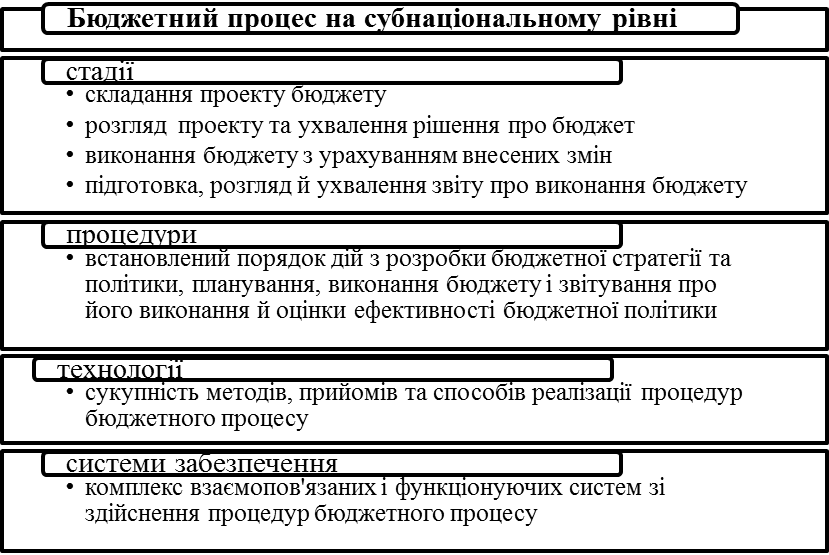 Бюджетний процес на субнаціональному рівні
стадії
• складання проекту бюджету
• розгляд проекту та ухвалення рішення про бюджет
• виконання бюджету з урахуванням внесених змін
• підготовка, розгляд й ухвалення звіту про виконання бюджету
процедури
• встановлений порядок дій з розробки бюджетної стратегії та
політики, планування, виконання бюджету і звітування про
його виконання й оцінки ефективності бюджетної політики
технології
• сукупність методів, прийомів та способів реалізації процедур
бюджетного процесу
системи забезпечення
• комплекс взаємопов'язаних і функціонуючих систем зі
здійснення процедур бюджетного процесу